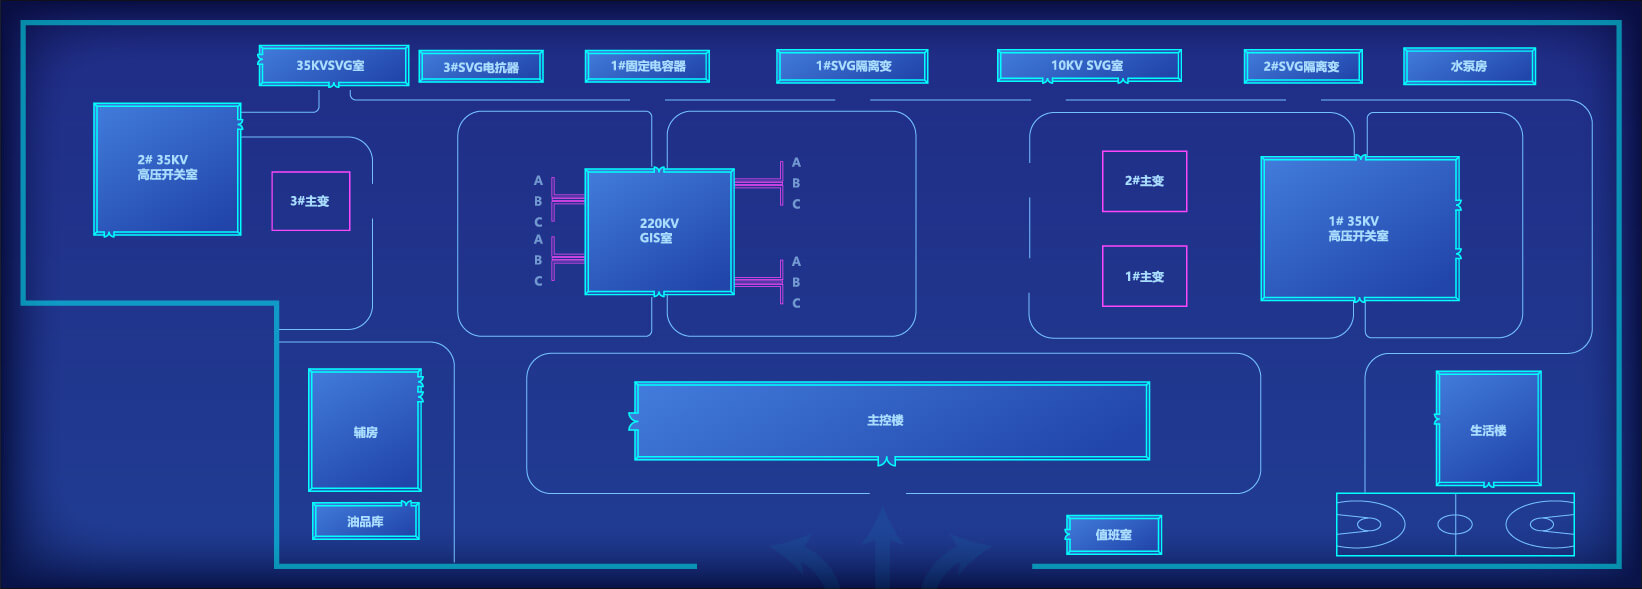 35KVSVG室
3#SVG电抗器
1#固定电容器
1#SVG隔离变
10KV SVG室
2#SVG隔离变
水泵房
2# 35KV
高压开关室
3#主变
A
B
C
A
B
C
220KV
GIS室
A
B
C
A
B
C
2#主变
1#主变
1# 35KV
高压开关室
辅房
油品库
主控楼
值班室
生活楼